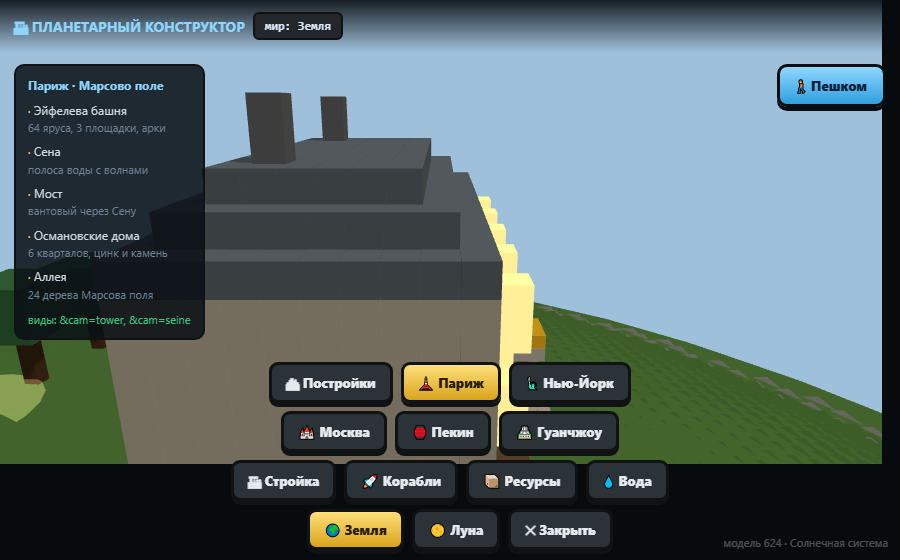 ПЛАНЕТАРНЫЙ КОНСТРУКТОР
мир: Земля
Париж · Марсово поле
· Эйфелева башня
64 яруса, 3 площадки, арки
· Сена
полоса воды с волнами
· Мост
вантовый через Сену
· Османовские дома
6 кварталов, цинк и камень
· Аллея
24 дерева Марсова поля
виды: &cam=tower, &cam=seine
Пешком
Постройки
Париж
Нью-Йорк
Москва
Пекин
Гуанчжоу
Стройка
Корабли
Ресурсы
Вода
Земля
Луна
Закрыть
модель 624 · Солнечная система